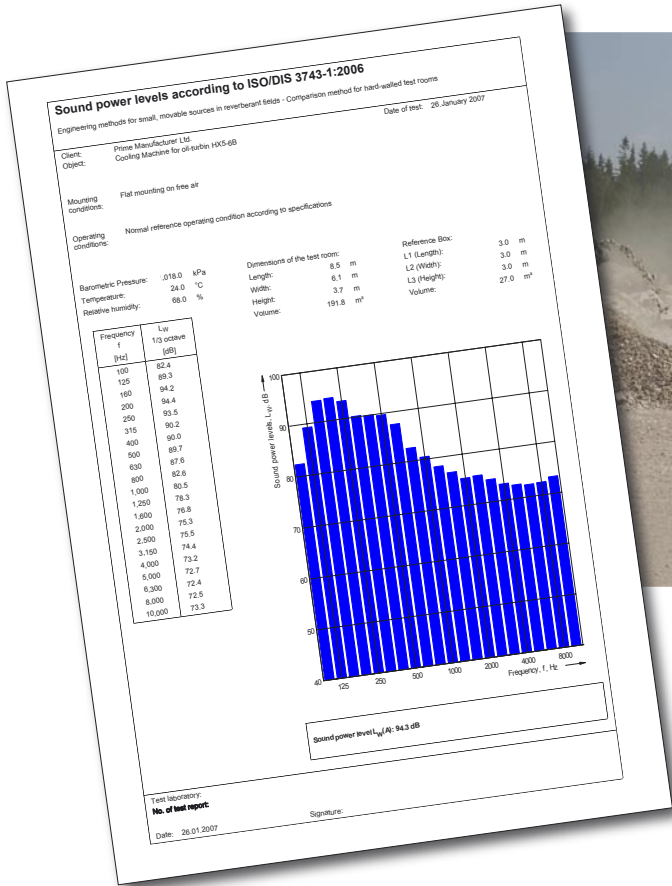 Sound power levels according to ISO/DIS 3743-1:2006
Engineering methods for small, movable sources in reverberant fields - Comparison method for hard-walled test rooms
Client: Prime Manufacturer Ltd.
Object: Cooling Machine for oil-turbin HX5-6B
Date of test: 26.January 2007
Mounting conditions: Flat mounting on free air
Operating conditions: Normal reference operating condition according to specifications
Barometric Pressure: .018.0 kPa
Temperature: 24.0 °C
Relative humidity: 68.0 %
Dimensions of the test room:
Length: 8.5 m
Width: 6.1 m
Height: 3.7 m
Volume: 191.8 m³
Reference Box:
L1 (Length): 3.0 m
L2 (Width): 3.0 m
L3 (Height): 3.0 m
Volume: 27.0 m³
Frequency f [Hz] LW 1/3 octave [dB]
100 82.4
125 89.3
160 94.2
200 94.4
250 93.5
315 90.2
400 90.0
500 89.7
630 87.6
800 82.6
1,000 80.5
1,250 78.3
1,600 76.8
2,000 75.3
2,500 75.5
3,150 74.4
4,000 73.2
5,000 72.7
6,300 72.4
8,000 72.5
10,000 73.3
Sound power levels, LW, dB
100
90
80
70
60
50
40
125 250 500 1000 2000 4000 8000
Frequency, f, Hz
Sound power level LW(A): 94.3 dB
Test laboratory:
No. of test report:
Date: 26.01.2007
Signature: